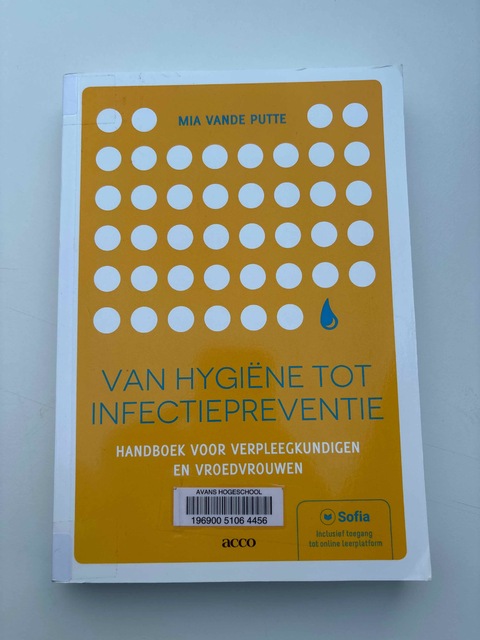 MIA VANDE PUTTE
VAN HYGIËNE TOT
INFECTIEPREVENTIE
HANDBOEK VOOR VERPLEEGKUNDIGEN
EN VROEDVROUWEN
AVANS HOGESCHOOL
196900 5106 4456
acco
Sofia
Inclusief toegang
tot online leerplatform